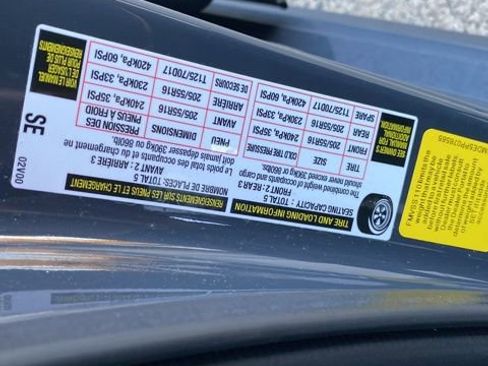 TIRE AND LOADING INFORMATION
SEATING CAPACITY : TOTAL 5
FRONT 2 : REAR 3
The combined weight of occupants and cargo
should never exceed 390kg or 860lbs.
TIRE SIZE COLD TIRE PRESSURE
FRONT 205/55R16 240kPa, 35PSI
REAR 205/55R16 230kPa, 33PSI
SPARE T125/70D17 420kPa, 60PSI
SEE OWNER'S
MANUAL FOR
ADDITIONAL
INFORMATION
RENSEIGNEMENTS SUR LES PNEUS ET LE CHARGEMENT
NOMBRE DE PLACES: TOTAL 5
AVANT 2 : ARRIÈRE 3
Le poids total des occupants et du chargement
doit jamais dépasser 390kg or 860lb.
PNEU DIMENSIONS PRESSION DES
PNEUS À FROID
AVANT 205/55R16 240kPa, 35PSI
ARRIÈRE 205/55R16 230kPa, 33PSI
DE SECOURS T125/70D17 420kPa, 60PSI
VOIR LE MANUEL
DE L'USAGER
POUR PLUS DE
RENSEIGNEMENTS
SE
02V00
FMVSS 110